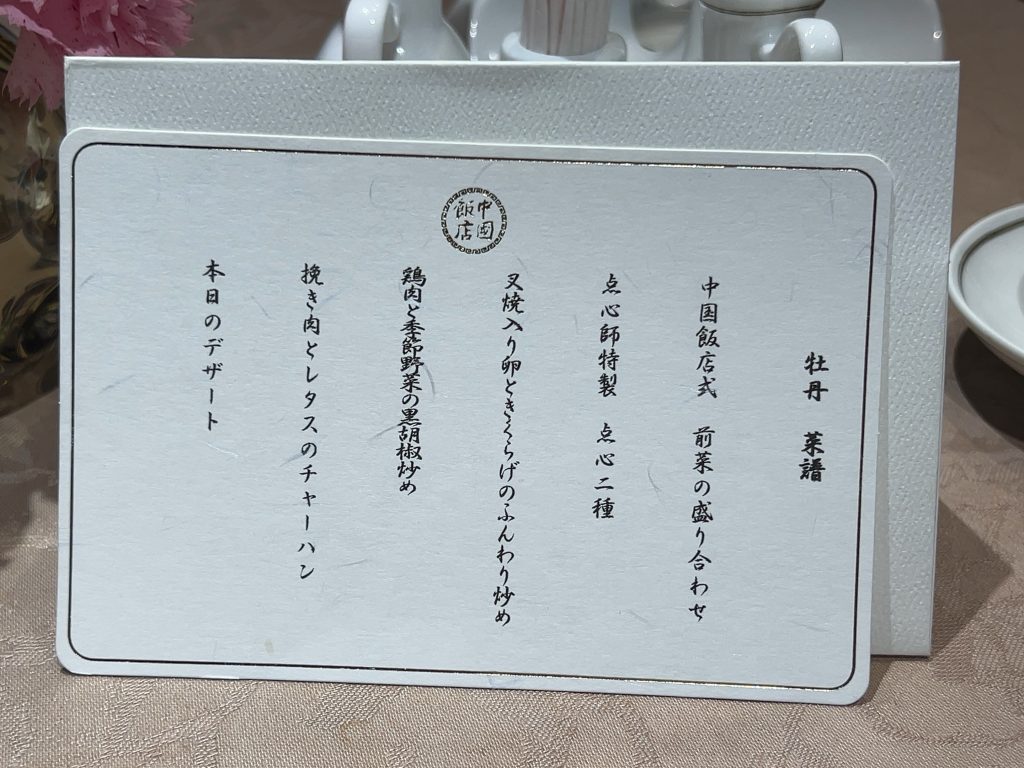 中国
飯店
牡丹　菜譜
中国飯店式　前菜の盛り合わせ
点心師特製　点心二種
叉焼入り卵ときくらげのふんわり炒め
鶏肉と季節野菜の黒胡椒炒め
挽き肉とレタスのチャーハン
本日のデザート